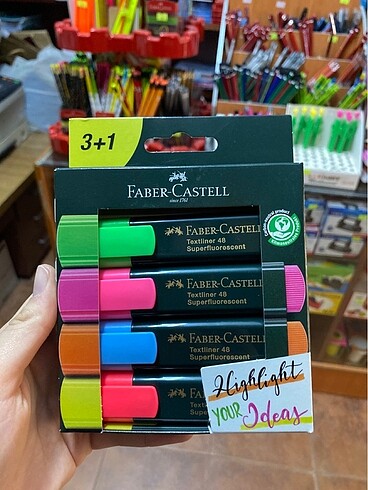 3+1
FABER-CASTELL
since 1761
FABER-CASTELL
Textliner 48
Superfluorescent
FABER-CASTELL
Textliner 48
Superfluorescent
FABER-CASTELL
Textliner 48
Superfluorescent
Highlight
YOUR Ideas